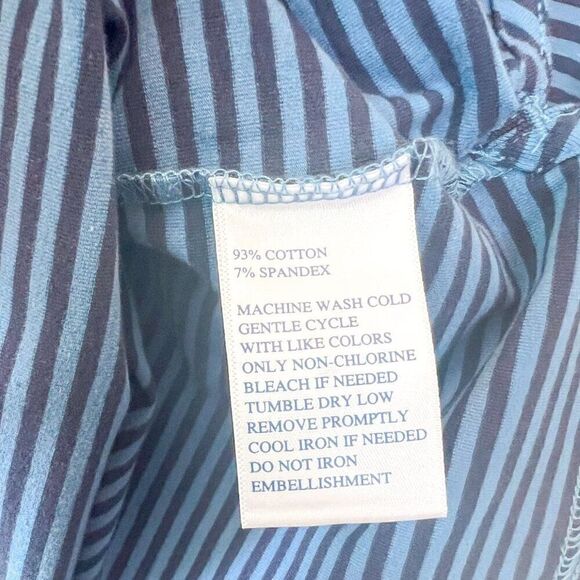 93% COTTON
7% SPANDEX
MACHINE WASH COLD
GENTLE CYCLE
WITH LIKE COLORS
ONLY NON-CHLORINE
BLEACH IF NEEDED
TUMBLE DRY LOW
REMOVE PROMPTLY
COOL IRON IF NEEDED
DO NOT IRON
EMBELLISHMENT